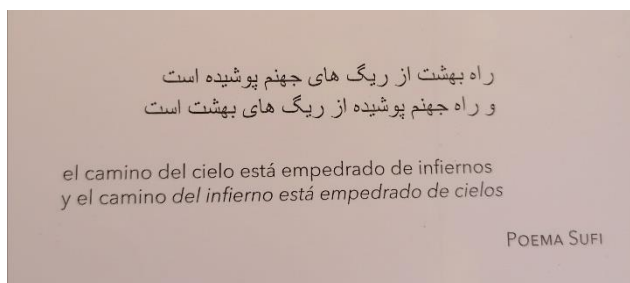 راه بهشت از ریگ های جهنم پوشیده است
و راه جهنم پوشیده از ریگ های بهشت است
el camino del cielo está empedrado de infiernos
y el camino del infierno está empedrado de cielos
POEMA SUFI